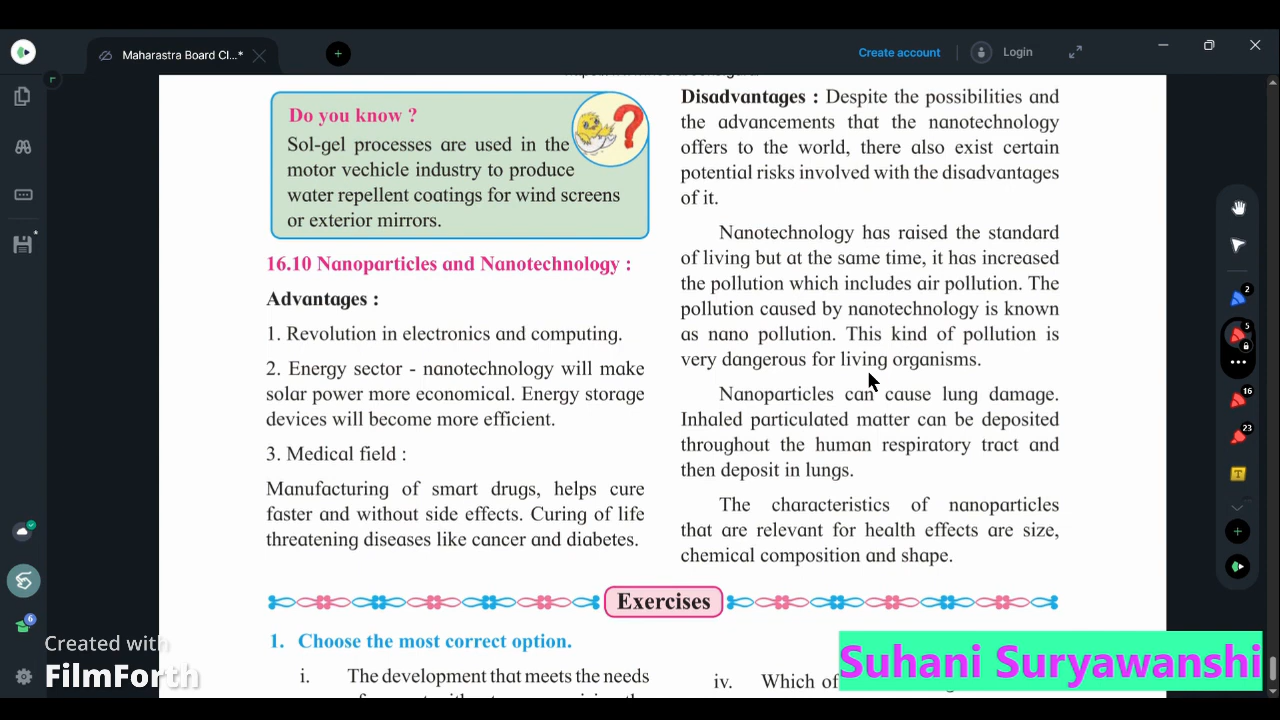 Maharastra Board Cl...*
Create account
Login
Do you know ?
Sol-gel processes are used in the
motor vechicle industry to produce
water repellent coatings for wind screens
or exterior mirrors.
16.10 Nanoparticles and Nanotechnology :
Advantages :
1. Revolution in electronics and computing.
2. Energy sector - nanotechnology will make
solar power more economical. Energy storage
devices will become more efficient.
3. Medical field :
Manufacturing of smart drugs, helps cure
faster and without side effects. Curing of life
threatening diseases like cancer and diabetes.
Disadvantages : Despite the possibilities and
the advancements that the nanotechnology
offers to the world, there also exist certain
potential risks involved with the disadvantages
of it.
Nanotechnology has raised the standard
of living but at the same time, it has increased
the pollution which includes air pollution. The
pollution caused by nanotechnology is known
as nano pollution. This kind of pollution is
very dangerous for living organisms.
Nanoparticles can cause lung damage.
Inhaled particulated matter can be deposited
throughout the human respiratory tract and
then deposit in lungs.
The characteristics of nanoparticles
that are relevant for health effects are size,
chemical composition and shape.
Exercises
1. Choose the most correct option.
i. The development that meets the needs
iv. Which of
2
5
16
23
T
6
Created with
FilmForth
Suhani Suryawanshi